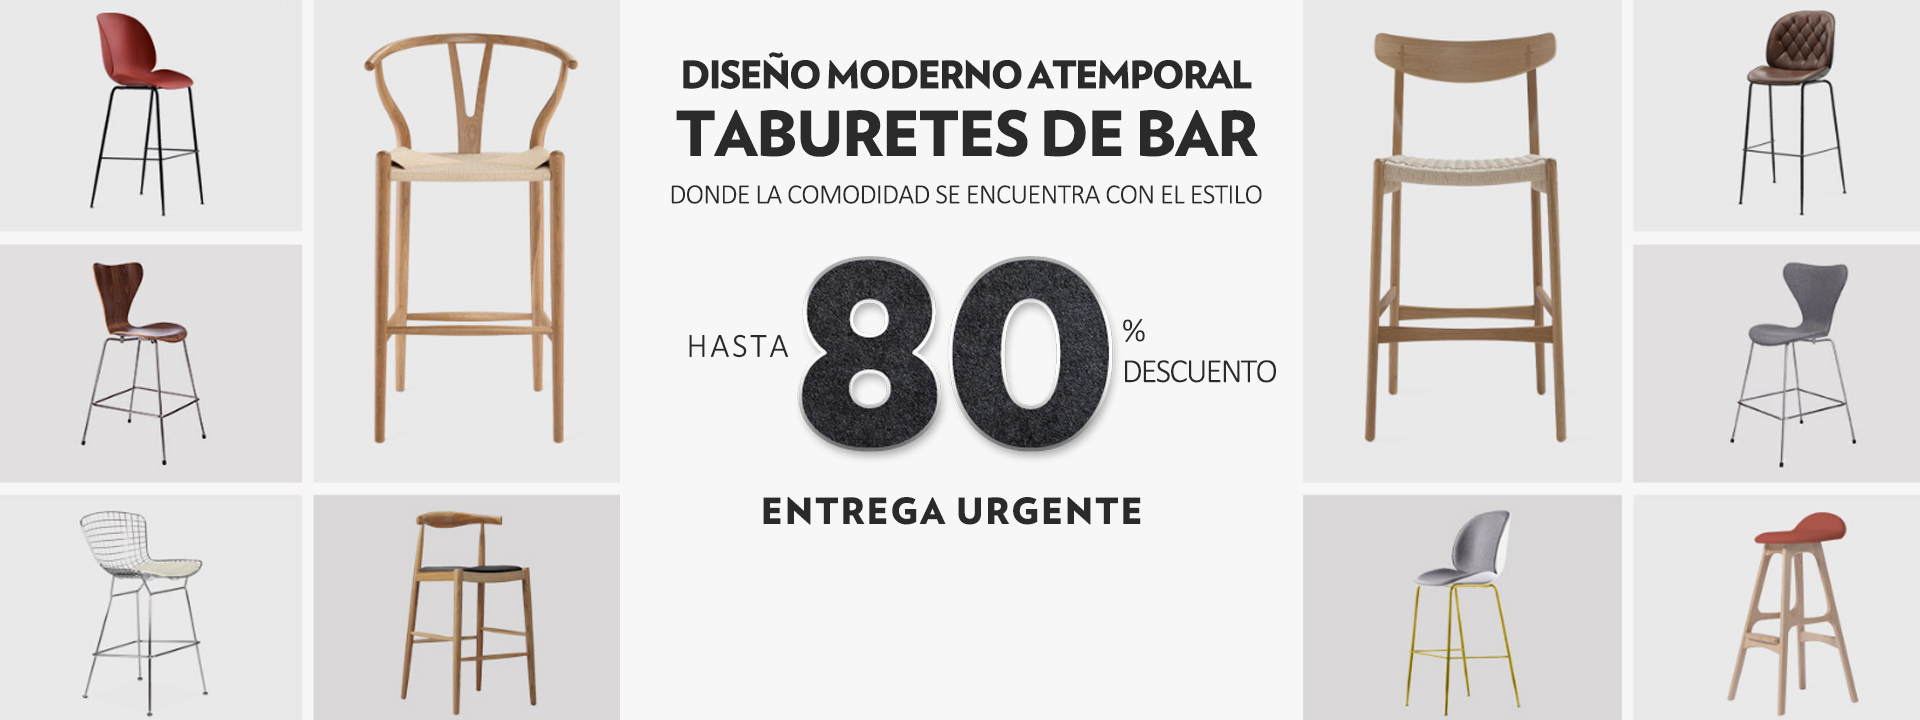 DISEÑO MODERNO ATEMPORAL
TABURETES DE BAR
DONDE LA COMODIDAD SE ENCUENTRA CON EL ESTILO
HASTA 80 %
DESCUENTO
ENTREGA URGENTE